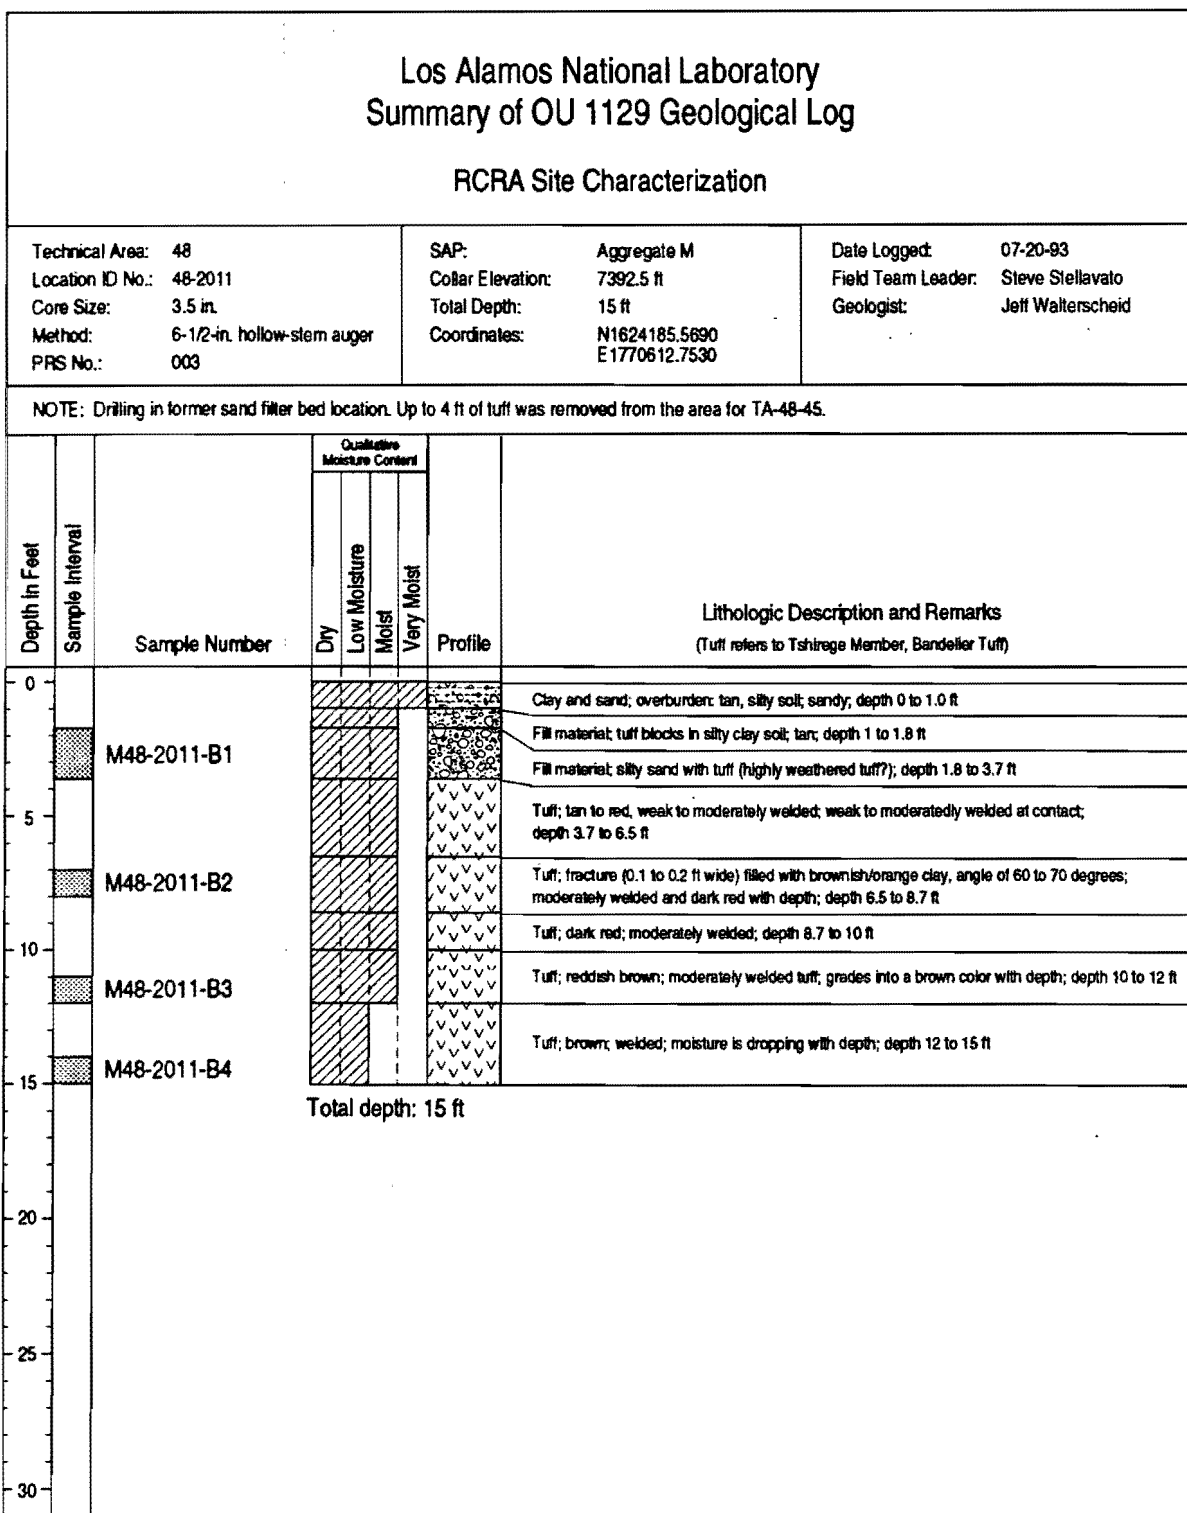 Los Alamos National Laboratory
Summary of OU 1129 Geological Log
RCRA Site Characterization
Technical Area: 48
Location ID No.: 48-2011
Core Size: 3.5 in.
Method: 6-1/2-in. hollow-stem auger
PRS No.: 003
SAP: Aggregate M
Collar Elevation: 7392.5 ft
Total Depth: 15 ft
Coordinates: N1624185.5690
E1770612.7530
Date Logged: 07-20-93
Field Team Leader: Steve Stellavato
Geologist: Jeff Walterscheid
NOTE: Drilling in former sand filter bed location. Up to 4 ft of tuff was removed from the area for TA-48-45.
Depth in Feet
Sample Interval
Sample Number
Qualitative
Moisture Content
Dry
Low Moisture
Moist
Very Moist
Profile
Lithologic Description and Remarks
(Tuff refers to Tshirege Member, Bandelier Tuff)
0
Clay and sand; overburden: tan, silty soil; sandy; depth 0 to 1.0 ft
Fill material; tuff blocks in silty clay soil; tan; depth 1 to 1.8 ft
M48-2011-B1
Fill material; silty sand with tuff (highly weathered tuff?); depth 1.8 to 3.7 ft
5
Tuff; tan to red, weak to moderately welded; weak to moderatedly welded at contact;
depth 3.7 to 6.5 ft
M48-2011-B2
Tuff; fracture (0.1 to 0.2 ft wide) filled with brownish/orange clay, angle of 60 to 70 degrees;
moderately welded and dark red with depth; depth 6.5 to 8.7 ft
Tuff; dark red; moderately welded; depth 8.7 to 10 ft
10
M48-2011-B3
Tuff; reddish brown; moderately welded tuff; grades into a brown color with depth; depth 10 to 12 ft
Tuff; brown; welded; moisture is dropping with depth; depth 12 to 15 ft
M48-2011-B4
15
Total depth: 15 ft
20
25
30